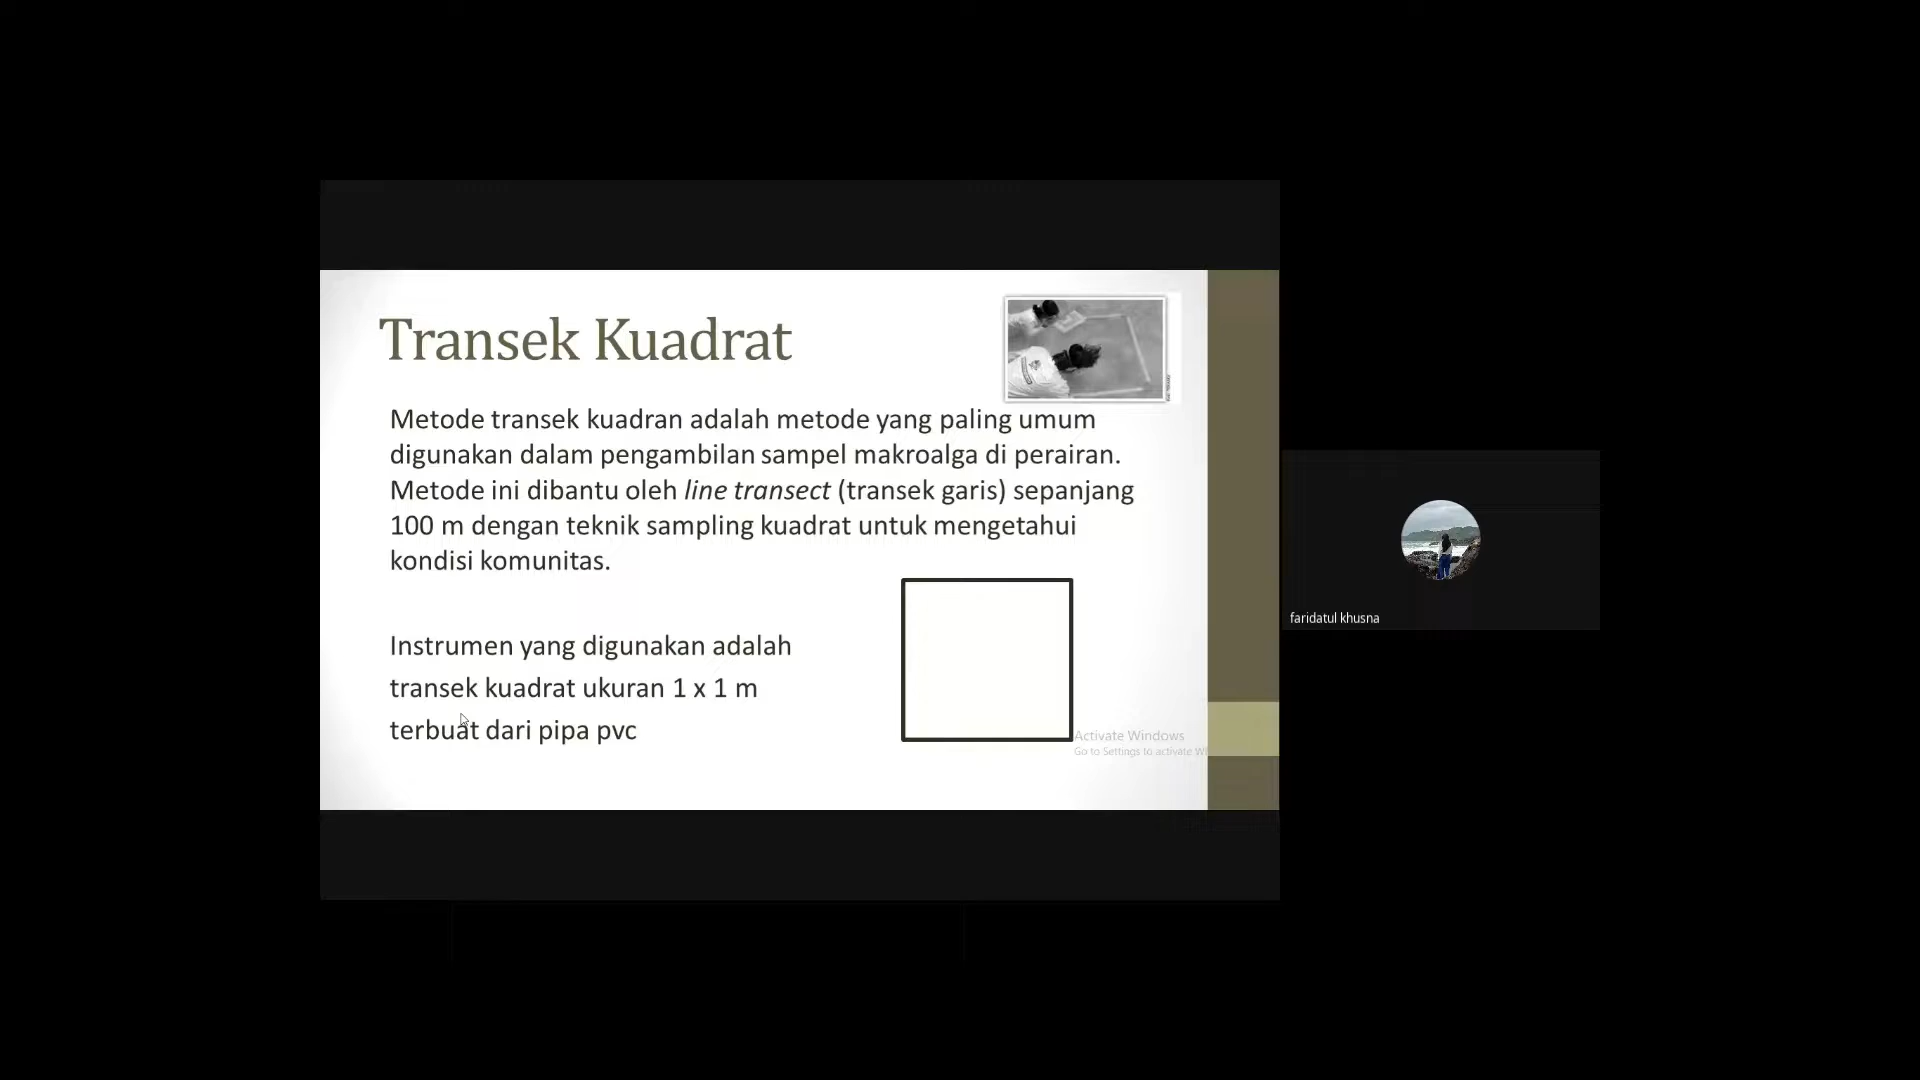 Transek Kuadrat
Metode transek kuadran adalah metode yang paling umum
digunakan dalam pengambilan sampel makroalga di perairan.
Metode ini dibantu oleh line transect (transek garis) sepanjang
100 m dengan teknik sampling kuadrat untuk mengetahui
kondisi komunitas.
Instrumen yang digunakan adalah
transek kuadrat ukuran 1 x 1 m
terbuat dari pipa pvc
Activate Windows
Go to Settings to activate Wi
faridatul khusna